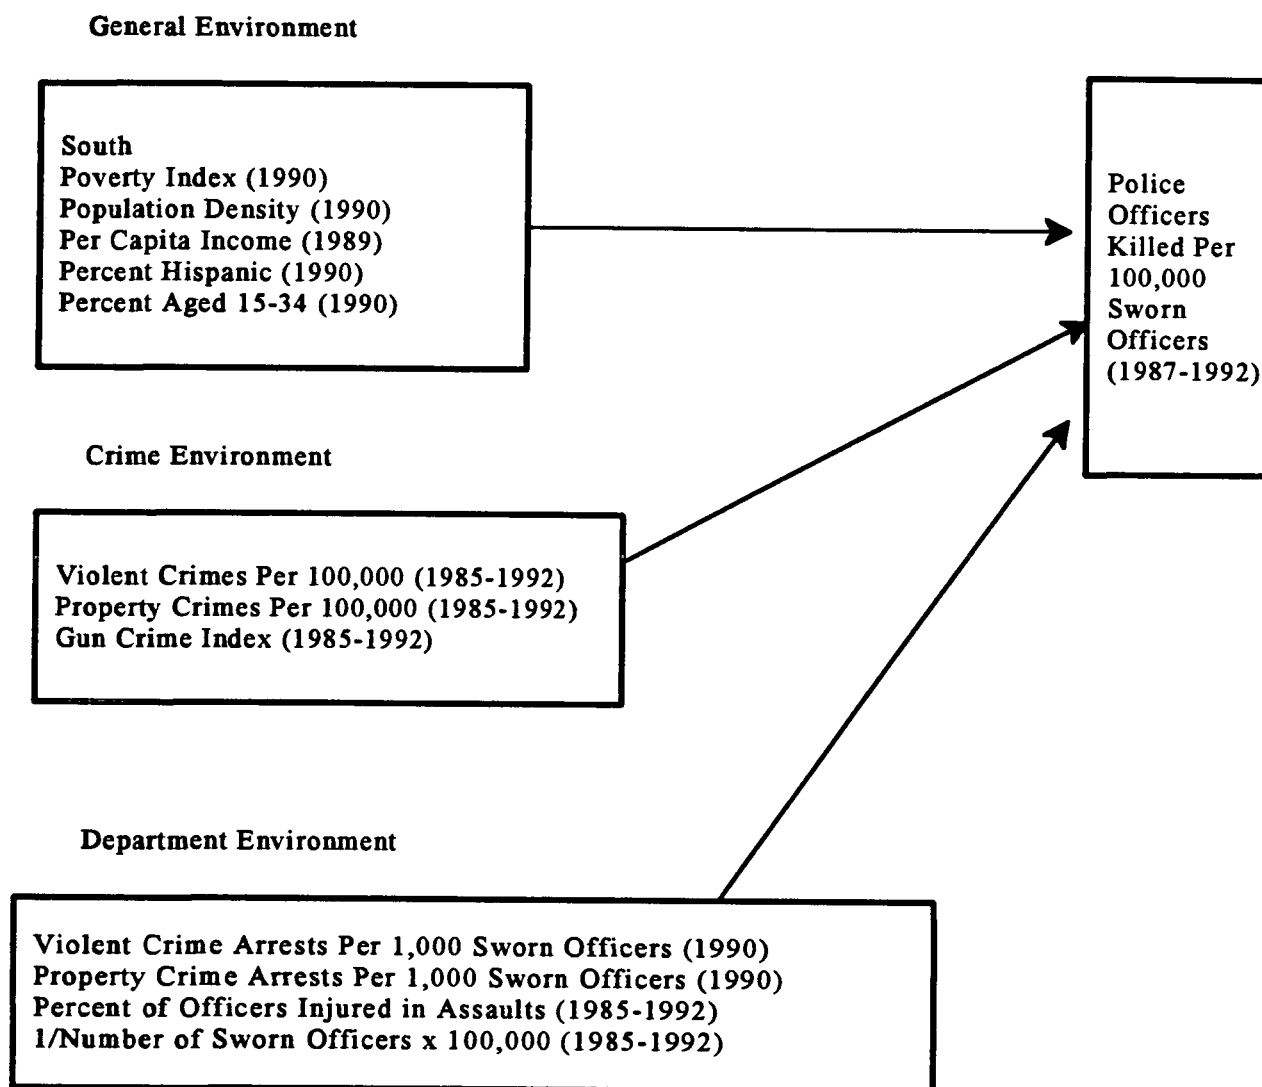 General Environment
South
Poverty Index (1990)
Population Density (1990)
Per Capita Income (1989)
Percent Hispanic (1990)
Percent Aged 15-34 (1990)
Police
Officers
Killed Per
100,000
Sworn
Officers
(1987-1992)
Crime Environment
Violent Crimes Per 100,000 (1985-1992)
Property Crimes Per 100,000 (1985-1992)
Gun Crime Index (1985-1992)
Department Environment
Violent Crime Arrests Per 1,000 Sworn Officers (1990)
Property Crime Arrests Per 1,000 Sworn Officers (1990)
Percent of Officers Injured in Assaults (1985-1992)
1/Number of Sworn Officers x 100,000 (1985-1992)